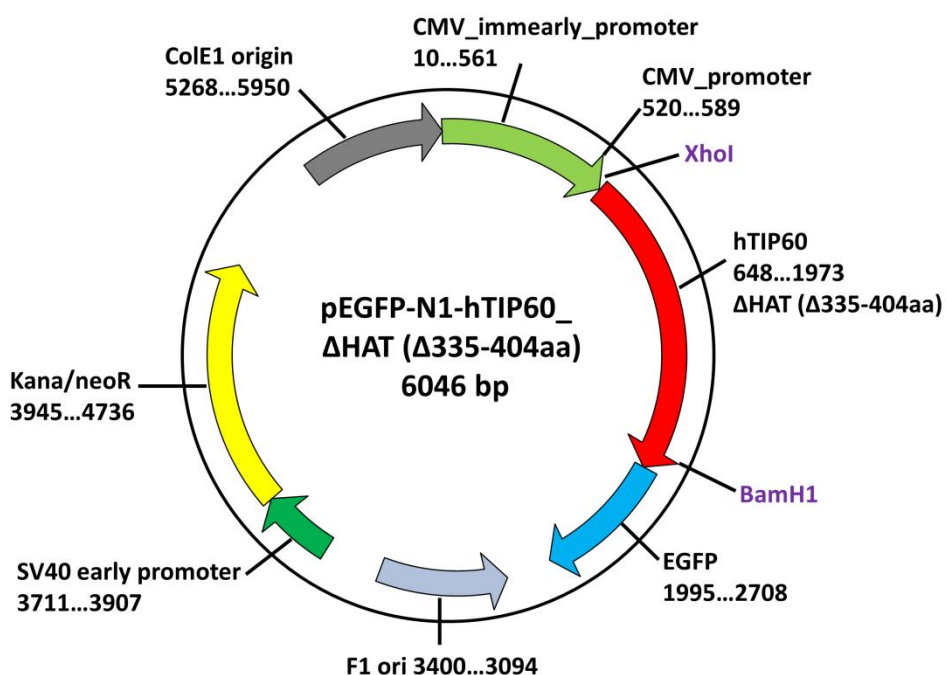 CMV_immearly_promoter
10...561
ColE1 origin
5268...5950
CMV_promoter
520...589
XhoI
hTIP60
648...1973
ΔHAT (Δ335-404aa)
pEGFP-N1-hTIP60_
ΔHAT (Δ335-404aa)
6046 bp
Kana/neoR
3945...4736
BamH1
SV40 early promoter
3711...3907
EGFP
1995...2708
F1 ori 3400...3094